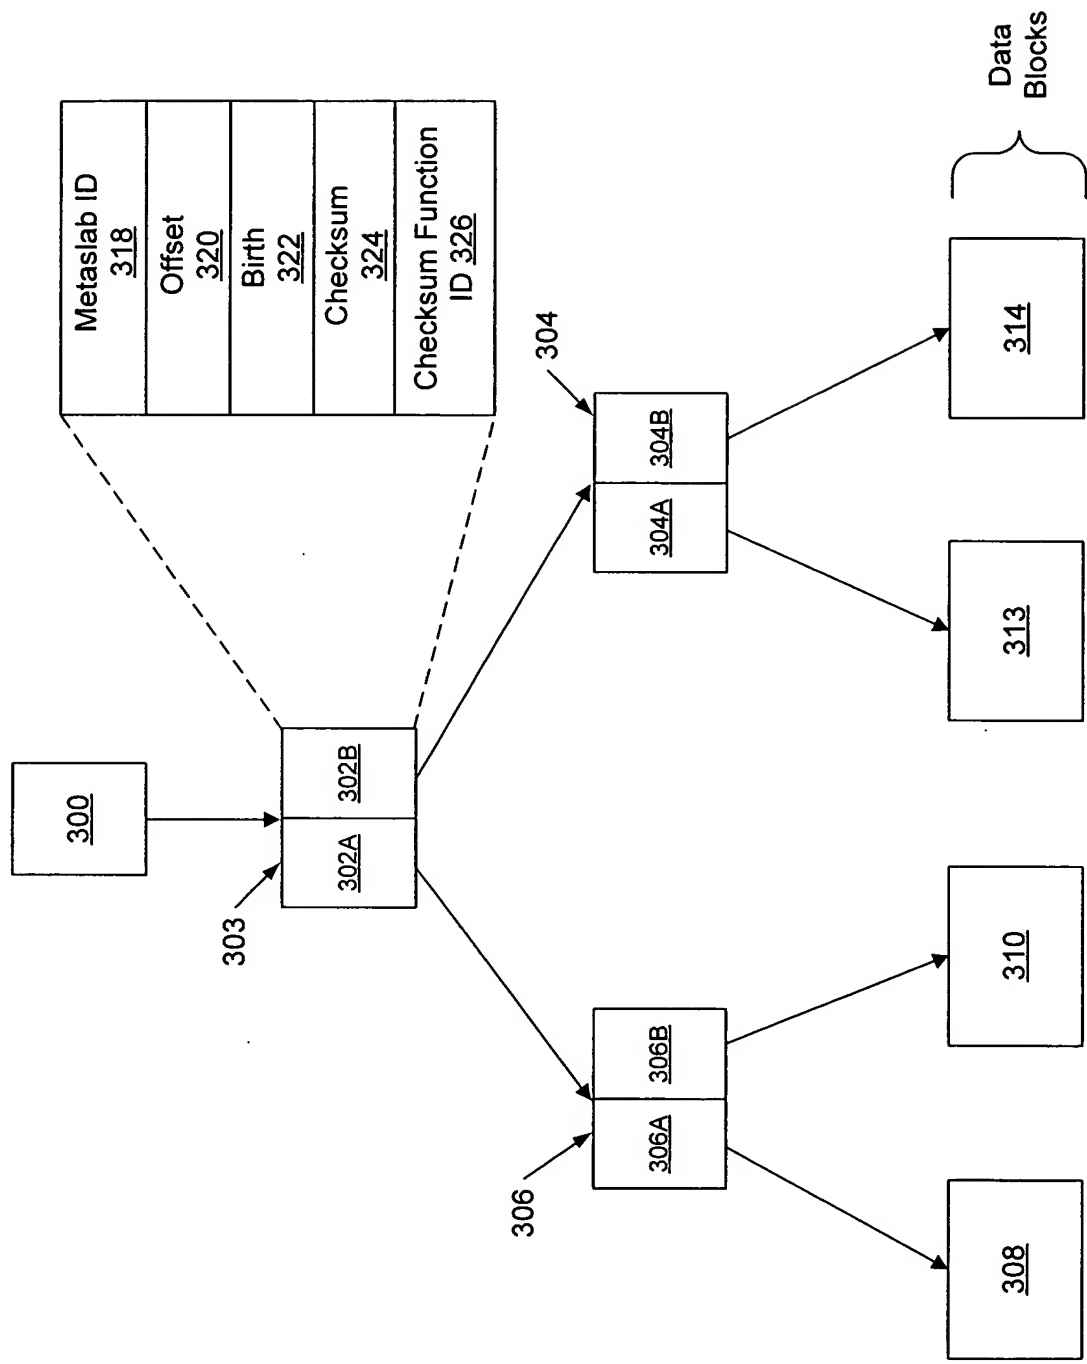 300
303
302A
302B
Metaslab ID
318
Offset
320
Birth
322
Checksum
324
Checksum Function
ID 326
306
306A
306B
304
304A
304B
308
310
313
314
Data
Blocks